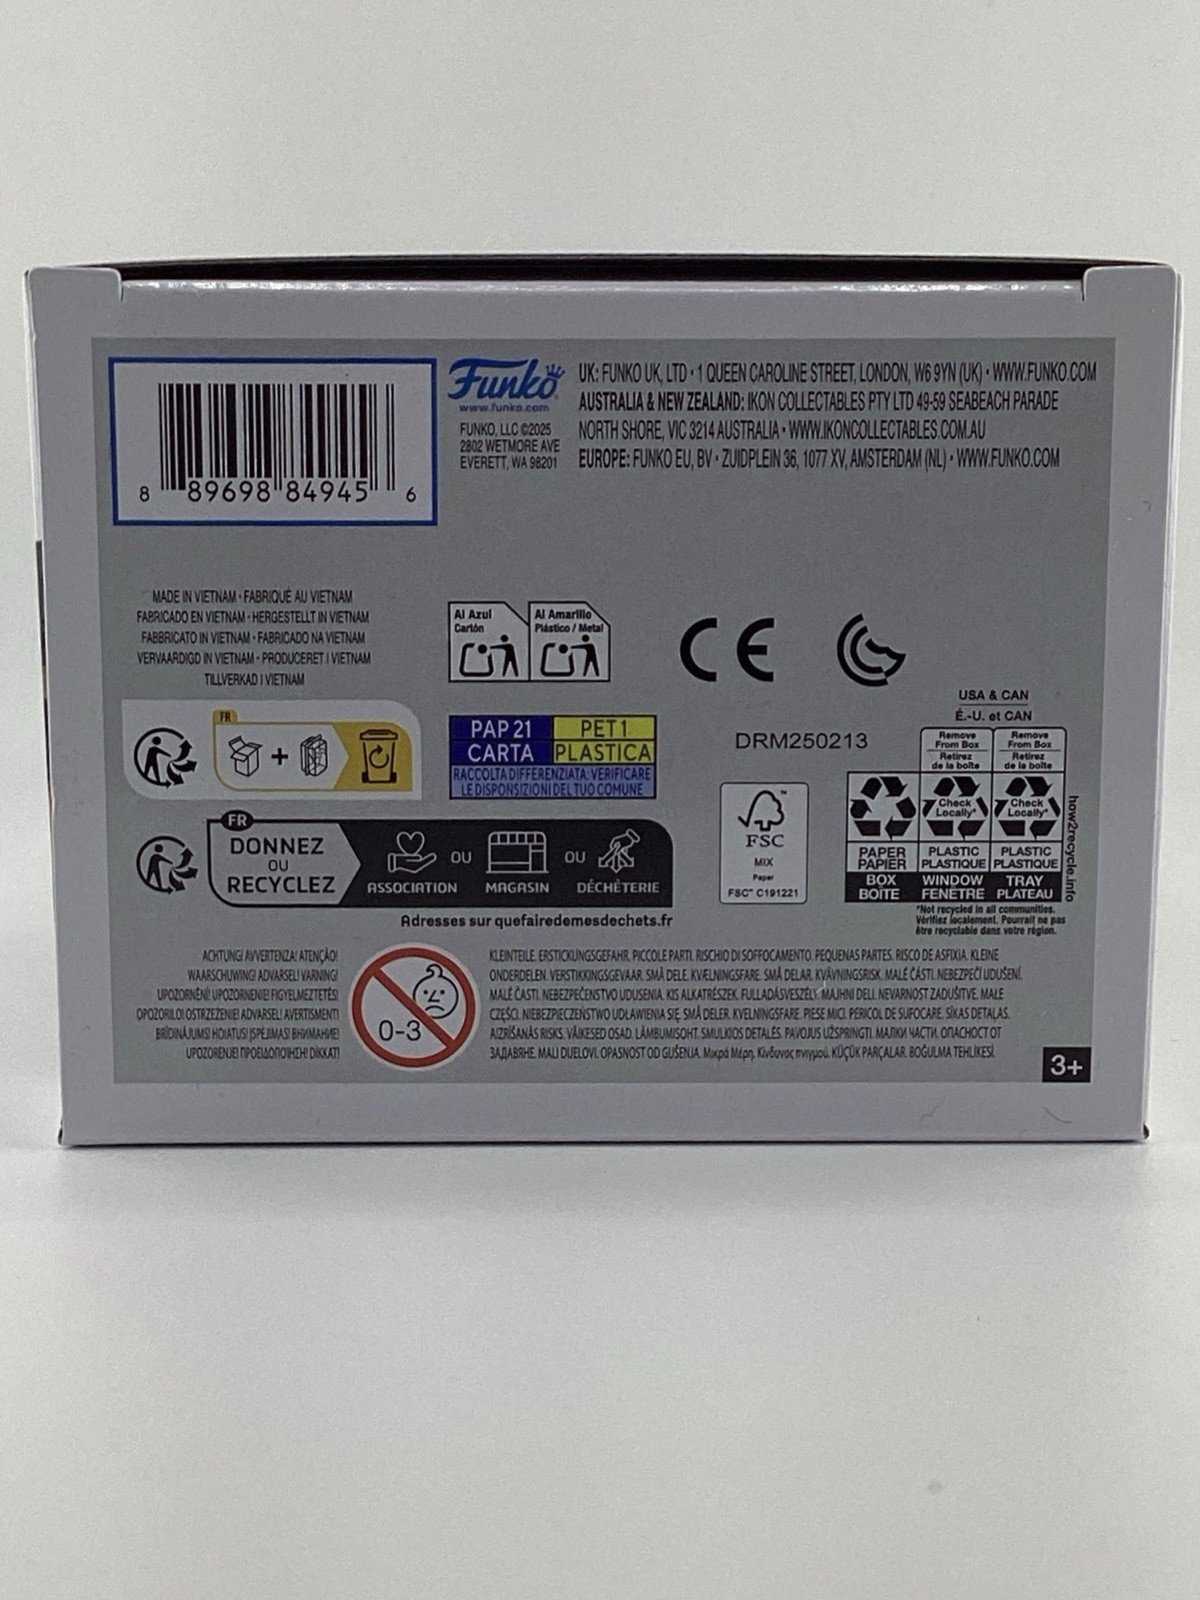 8 89698 84945 6
Funko
www.funko.com
FUNKO, LLC ©2025
2802 WETMORE AVE
EVERETT, WA 98201
UK: FUNKO UK, LTD • 1 QUEEN CAROLINE STREET, LONDON, W6 9YN (UK) • WWW.FUNKO.COM
AUSTRALIA & NEW ZEALAND: IKON COLLECTABLES PTY LTD 49-59 SEABEACH PARADE
NORTH SHORE, VIC 3214 AUSTRALIA • WWW.IKONCOLLECTABLES.COM.AU
EUROPE: FUNKO EU, BV • ZUIDPLEIN 36, 1077 XV, AMSTERDAM (NL) • WWW.FUNKO.COM
MADE IN VIETNAM • FABRIQUÉ AU VIETNAM
FABRICADO EN VIETNAM • HERGESTELLT IN VIETNAM
FABBRICATO IN VIETNAM • FABRICADO NA VIETNAM
VERVAARDIGD IN VIETNAM • PRODUCERET I VIETNAM
TILLVERKAD I VIETNAM
Al Azul
Cartón
Al Amarillo
Plástico / Metal
CE
FR
PAP 21
CARTA
PET 1
PLASTICA
RACCOLTA DIFFERENZIATA. VERIFICARE
LE DISPONSIZIONI DEL TUO COMUNE
DRM250213
FSC
MIX
Paper
FSC™ C191221
USA & CAN
É.-U. et CAN
Remove
From Box
Retirez
de la boîte
Remove
From Box
Retirez
de la boîte
Check
Locally*
Check
Locally*
PAPER
PAPIER
PLASTIC
PLASTIQUE
PLASTIC
PLASTIQUE
BOX
BOÎTE
WINDOW
FENÊTRE
TRAY
PLATEAU
how2recycle.info
*Not recycled in all communities.
Vérifiez localement. Pourrait ne pas
être recyclable dans votre région.
FR
DONNEZ
OU
RECYCLEZ
ASSOCIATION
OU
MAGASIN
OU
DÉCHÈTERIE
Adresses sur quefairedemesdechets.fr
ACHTUNG! AVVERTENZA! ATENÇÃO!
WAARSCHUWING! ADVARSEL! VARNING!
UPOZORNĚNÍ! UPOZORNENIE! FIGYELMEZTETÉS!
OPOZORILO! OSTRZEŻENIE! ADVARSEL! AVERTISMENT!
BRĪDINĀJUMS! HOIATUS! ĮSPĖJIMAS! ВНИМАНИЕ!
UPOZORENJE! ΠΡΟΕΙΔΟΠΟΙΗΣΗ! DİKKAT!
0-3
KLEINTEILE. ERSTICKUNGSGEFAHR. PICCOLE PARTI. RISCHIO DI SOFFOCAMENTO. PEQUENAS PARTES. RISCO DE ASFIXIA. KLEINE
ONDERDELEN. VERSTIKKINGSGEVAAR. SMÅ DELE. KVÆLNINGSFARE. SMÅ DELAR. KVÄVNINGSRISK. MALÉ ČÁSTI. NEBEZPEČÍ UDUŠENÍ.
MALÉ ČASTI. NEBEZPEČENSTVO UDUSENIA. KIS ALKATRÉSZEK. FULLADÁSVESZÉLY. MAJHNI DELI. NEVARNOST ZADUŠITVE. MAŁE
CZĘŚCI. NIEBEZPIECZEŃSTWO UDŁAWIENIA SIĘ. SMÅ DELER. KVELNINGSFARE. PIESE MICI. PERICOL DE SUFOCARE. SĪKAS DETAĻAS.
AIZRĪŠANĀS RISKS. VÄIKESED OSAD. LÄMBUMISOHT. SMULKIOS DETALĖS. PAVOJUS UŽSPRINGTI. МАЛКИ ЧАСТИ. ОПАСНОСТ ОТ
ЗАДАВЯНЕ. MALI DIJELOVI. OPASNOST OD GUŠENJA. Μικρά Μέρη. Κίνδυνος πνιγμού. KÜÇÜK PARÇALAR. BOĞULMA TEHLİKESİ.
3+